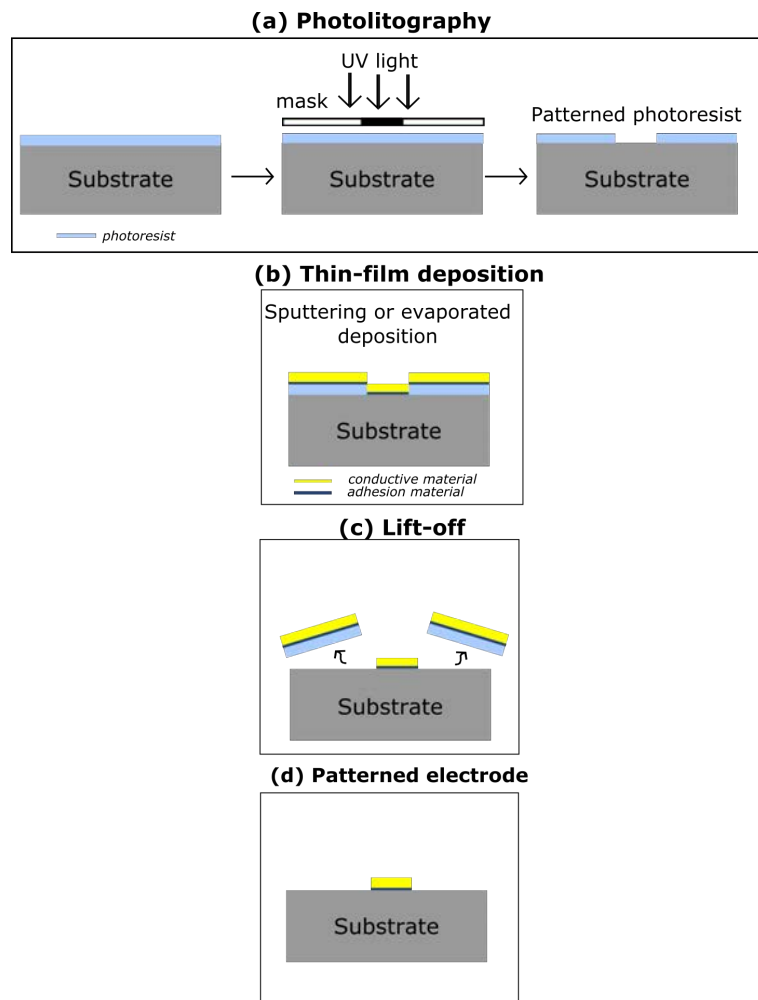 (a) Photolitography
UV light
mask
Patterned photoresist
Substrate
Substrate
Substrate
photoresist
(b) Thin-film deposition
Sputtering or evaporated
deposition
Substrate
conductive material
adhesion material
(c) Lift-off
Substrate
(d) Patterned electrode
Substrate